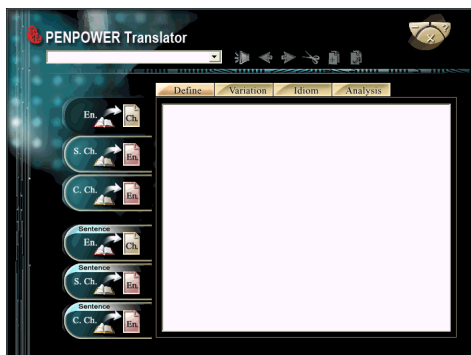 PENPOWER Translator
Define Variation Idiom Analysis
En. Ch.
S. Ch. En.
C. Ch. En.
Sentence
En. Ch.
Sentence
S. Ch. En.
Sentence
C. Ch. En.